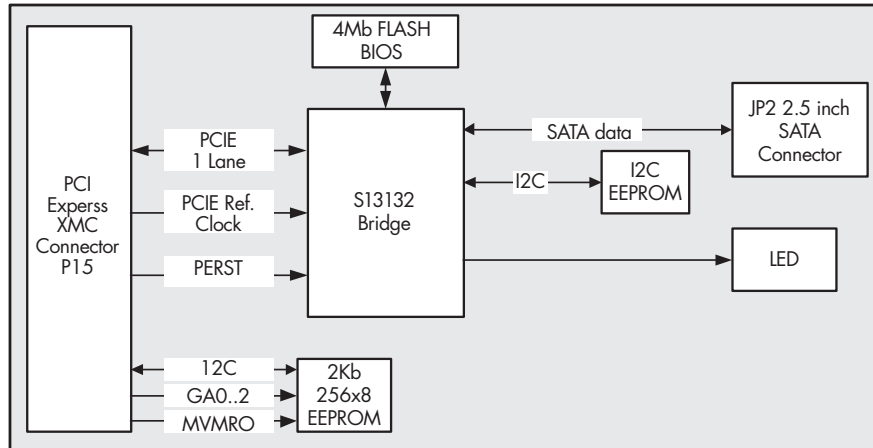 4Mb FLASH
BIOS
PCI
Experss
XMC
Connector
P15
PCIE
1 Lane
PCIE Ref.
Clock
PERST
S13132
Bridge
SATA data
JP2 2.5 inch
SATA
Connector
I2C
I2C
EEPROM
LED
12C
GA0..2
MVMRO
2Kb
256x8
EEPROM